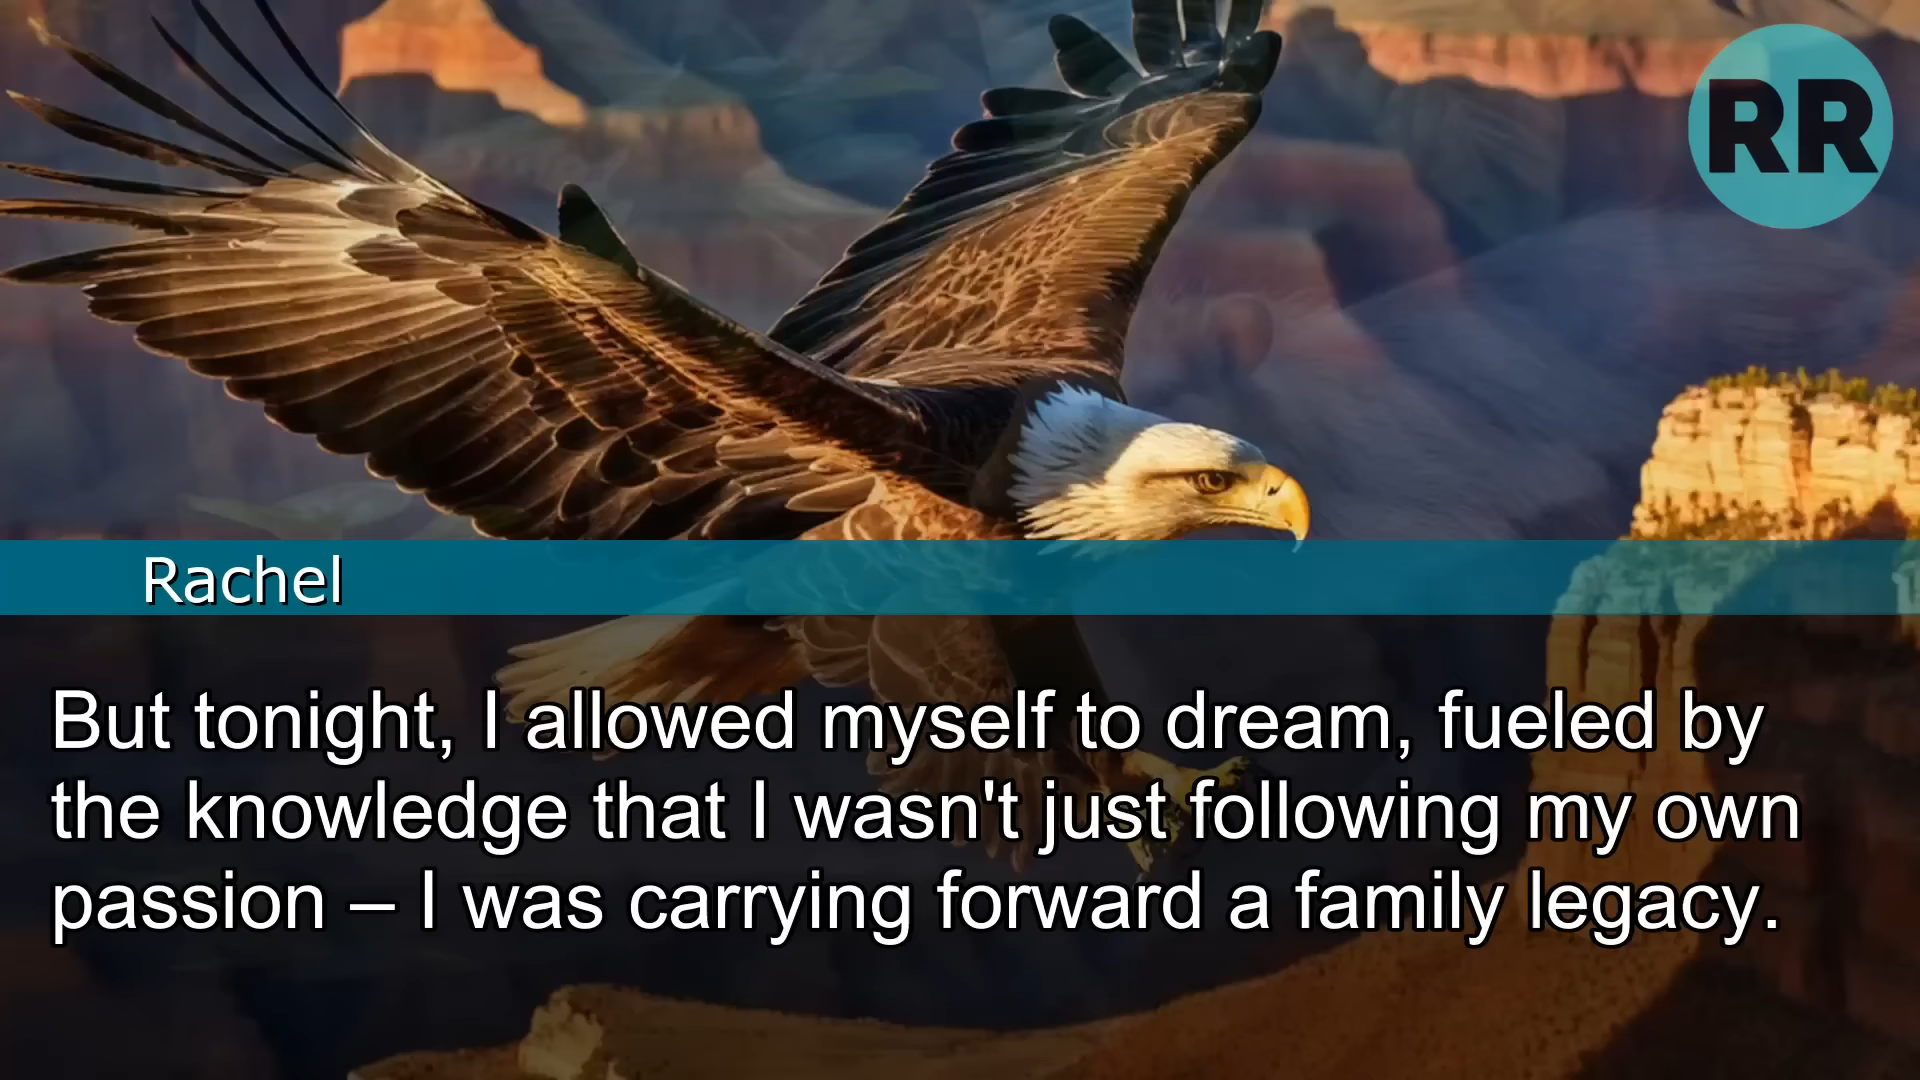 RR
Rachel
But tonight, I allowed myself to dream, fueled by
the knowledge that I wasn't just following my own
passion – I was carrying forward a family legacy.